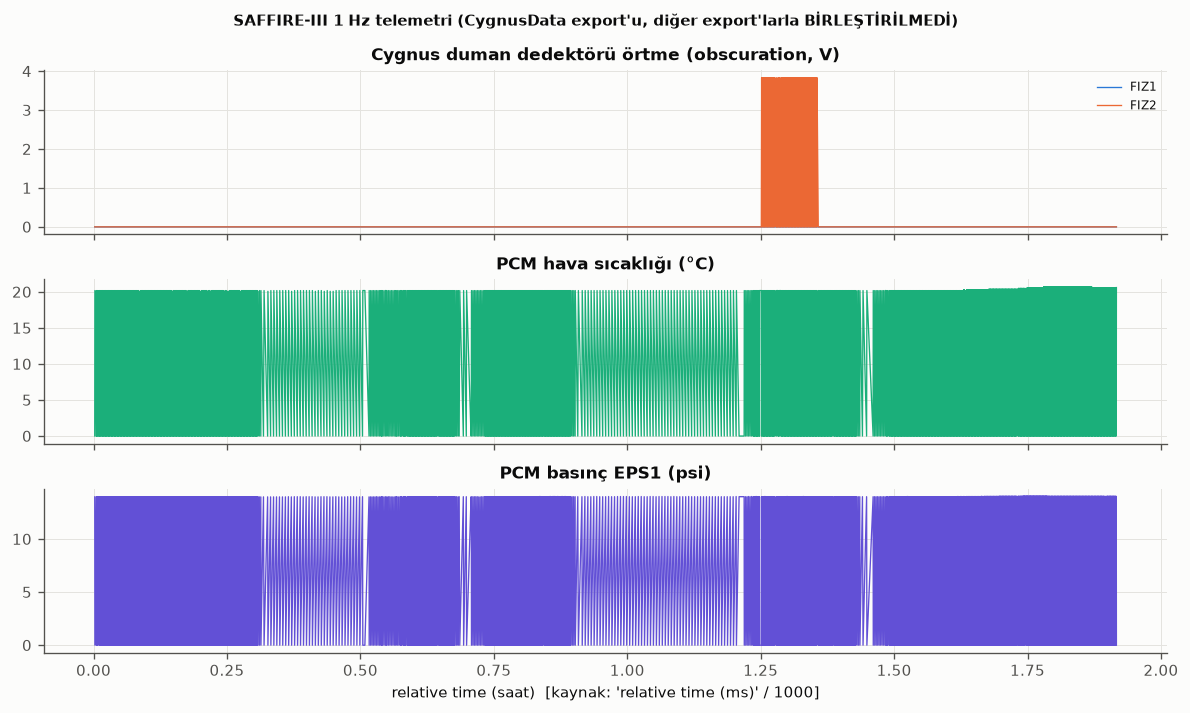 SAFFIRE-III 1 Hz telemetri (CygnusData export'u, diğer export'larla BİRLEŞTİRİLMEDİ)
Cygnus duman dedektörü örtme (obscuration, V)
4
3
2
1
0
FIZ1
FIZ2
PCM hava sıcaklığı (°C)
20
15
10
5
0
PCM basınç EPS1 (psi)
10
5
0
0.00 0.25 0.50 0.75 1.00 1.25 1.50 1.75 2.00
relative time (saat) [kaynak: 'relative time (ms)' / 1000]